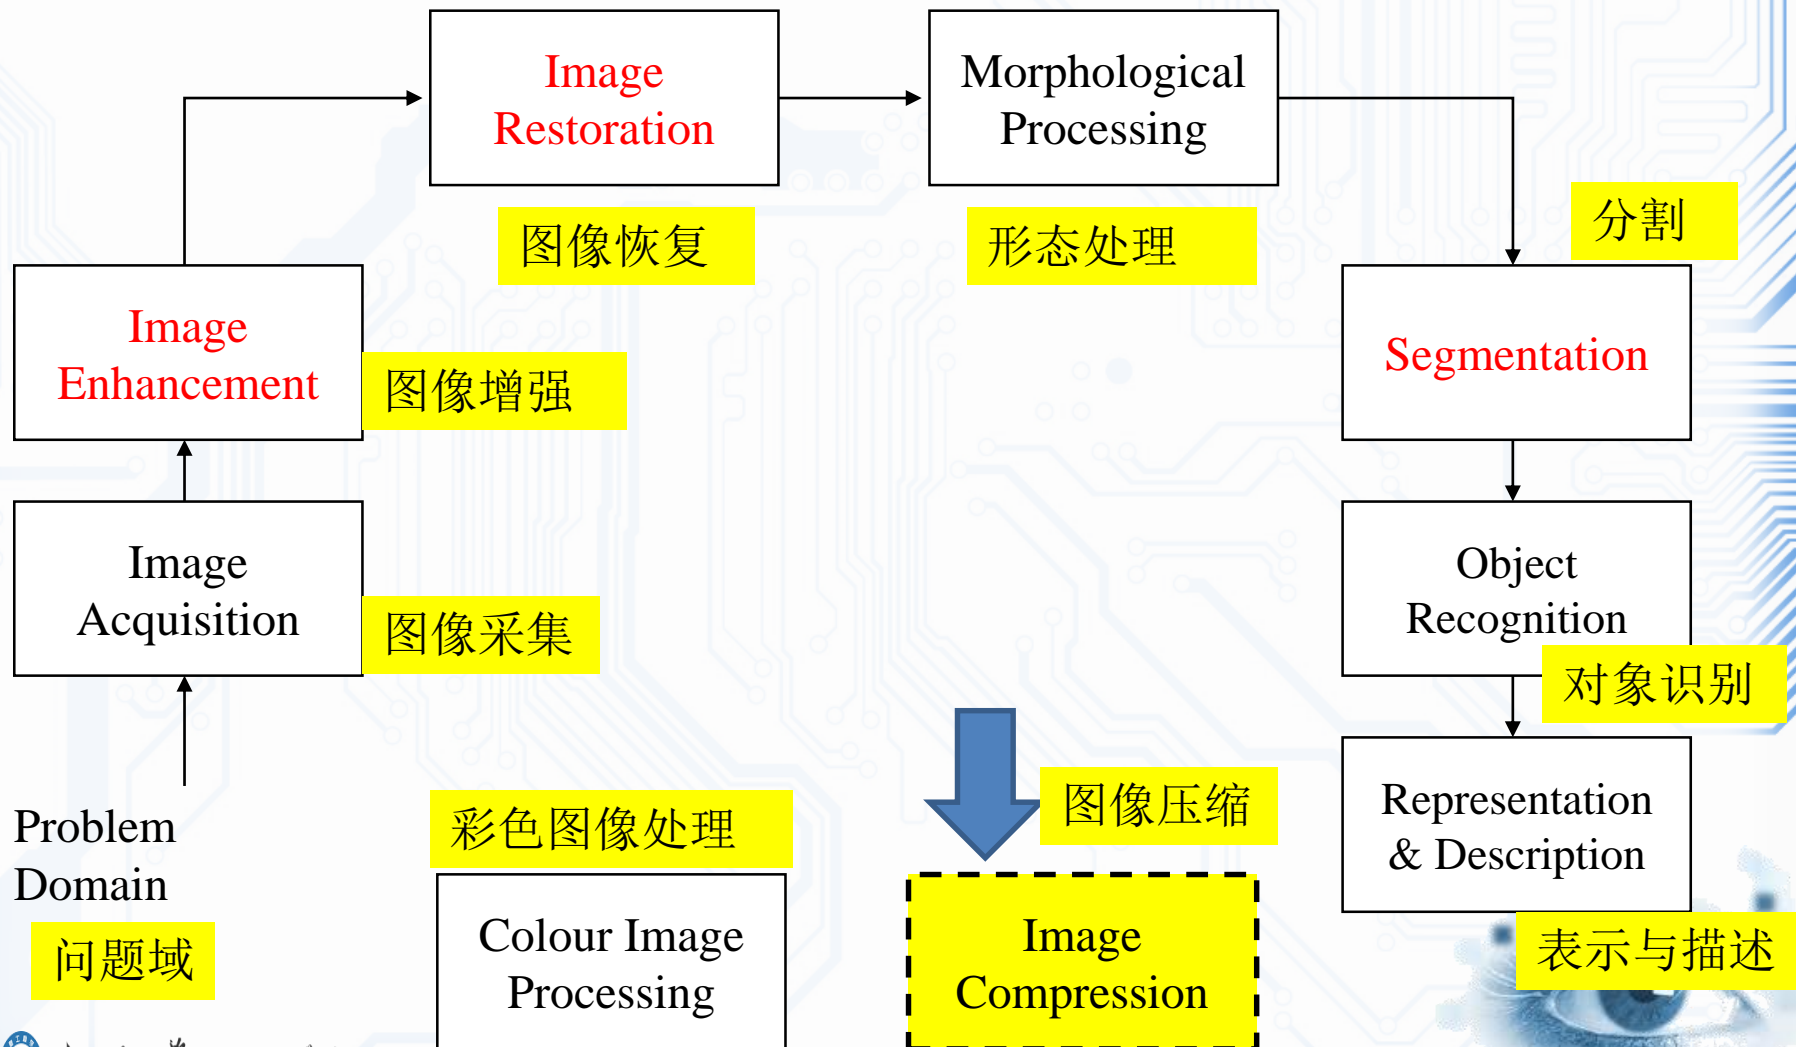 Image
Restoration
图像恢复
Morphological
Processing
形态处理
分割
Segmentation
Image
Enhancement
图像增强
Image
Acquisition
图像采集
Object
Recognition
对象识别
Problem
Domain
问题域
彩色图像处理
Colour Image
Processing
图像压缩
Image
Compression
Representation
& Description
表示与描述